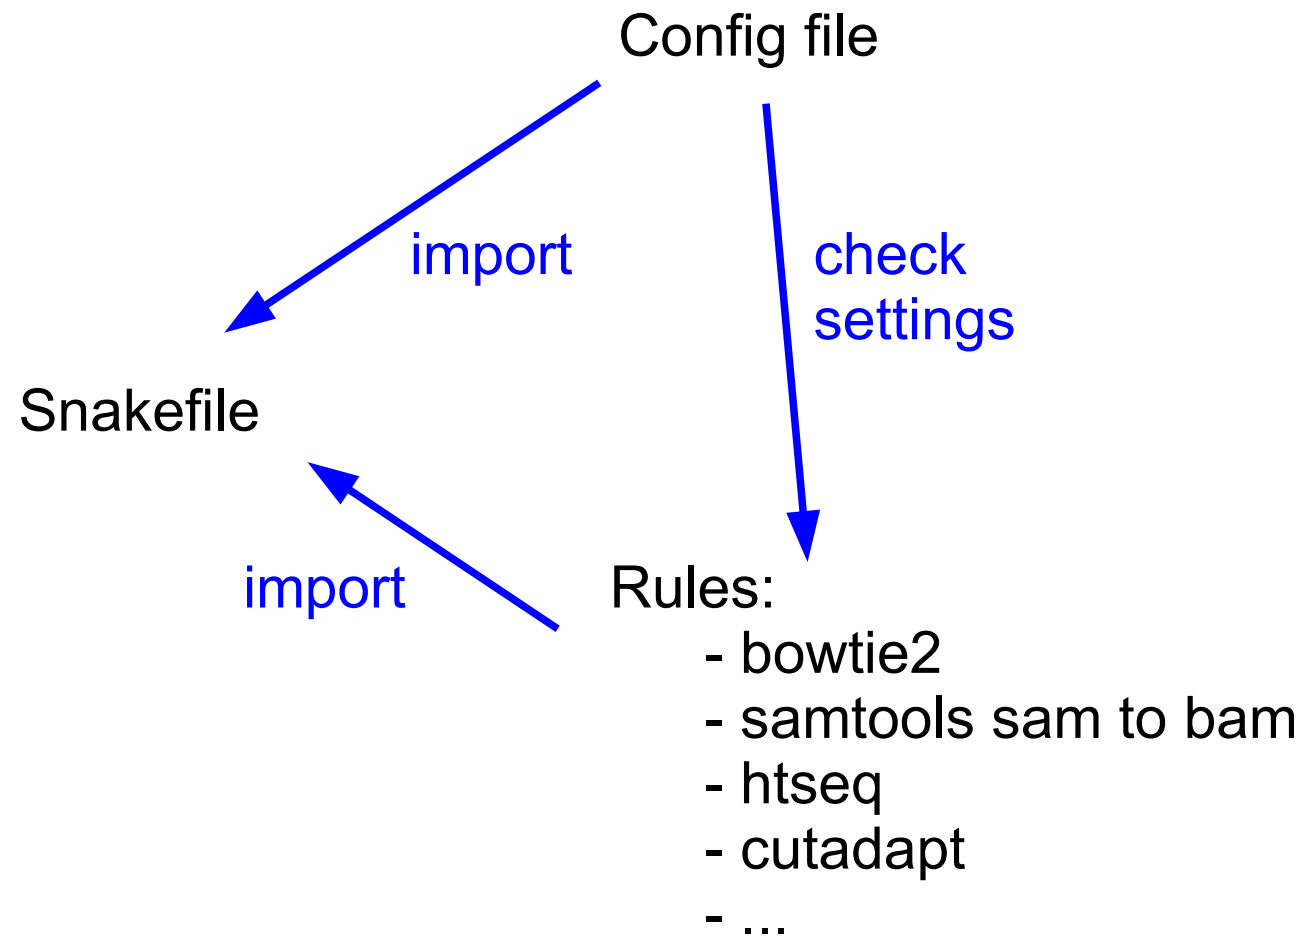 Config file
import
check
settings
Snakefile
import
Rules:
- bowtie2
- samtools sam to bam
- htseq
- cutadapt
- ...